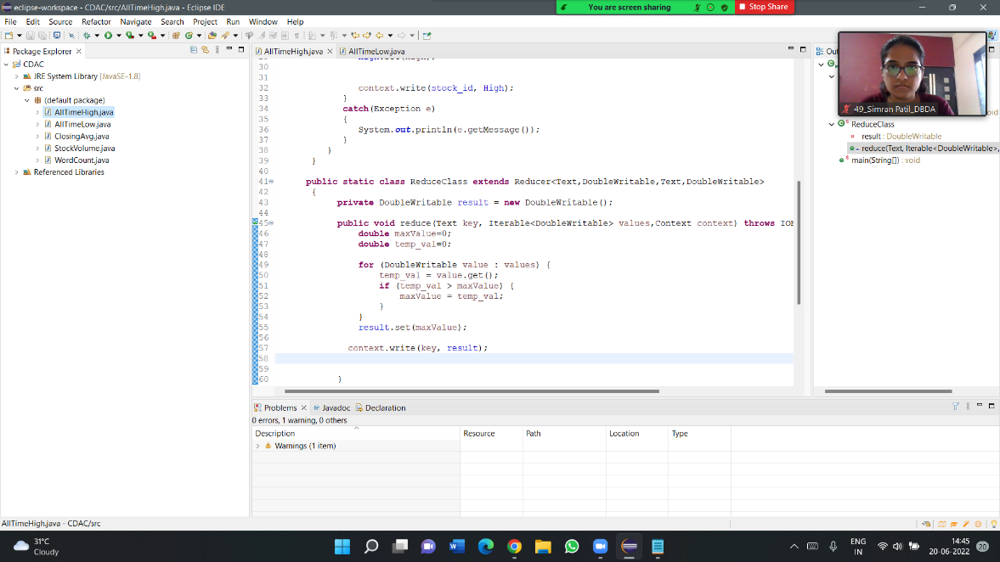 eclipse-workspace - CDAC/src/AllTimeHigh.java - Eclipse IDE
You are screen sharing
Stop Share
File Edit Source Refactor Navigate Search Project Run Window Help
Package Explorer
CDAC
JRE System Library [JavaSE-1.8]
src
(default package)
AllTimeHigh.java
AllTimeLow.java
ClosingAvg.java
StockVolume.java
WordCount.java
Referenced Libraries
AllTimeHigh.java
AllTimeLow.java
30
31
32 context.write(stock_id, High);
33 }
34 catch(Exception e)
35 {
36 System.out.println(e.getMessage());
37 }
38 }
39 }
40
41 public static class ReduceClass extends Reducer<Text,DoubleWritable,Text,DoubleWritable>
42 {
43 private DoubleWritable result = new DoubleWritable();
44
45 public void reduce(Text key, Iterable<DoubleWritable> values,Context context) throws IOE
46 double maxValue=0;
47 double temp_val=0;
48
49 for (DoubleWritable value : values) {
50 temp_val = value.get();
51 if (temp_val > maxValue) {
52 maxValue = temp_val;
53 }
54 }
55 result.set(maxValue);
56
57 context.write(key, result);
58
59
60 }
Out
49_Simran Patil_DBDA
oid
ReduceClass
result : DoubleWritable
reduce(Text, Iterable<DoubleWritable>,
main(String[]) : void
Problems Javadoc Declaration
0 errors, 1 warning, 0 others
Description Resource Path Location Type
Warnings (1 item)
AllTimeHigh.java - CDAC/src
31°C
Cloudy
ENG
IN
14:45
20-06-2022
20